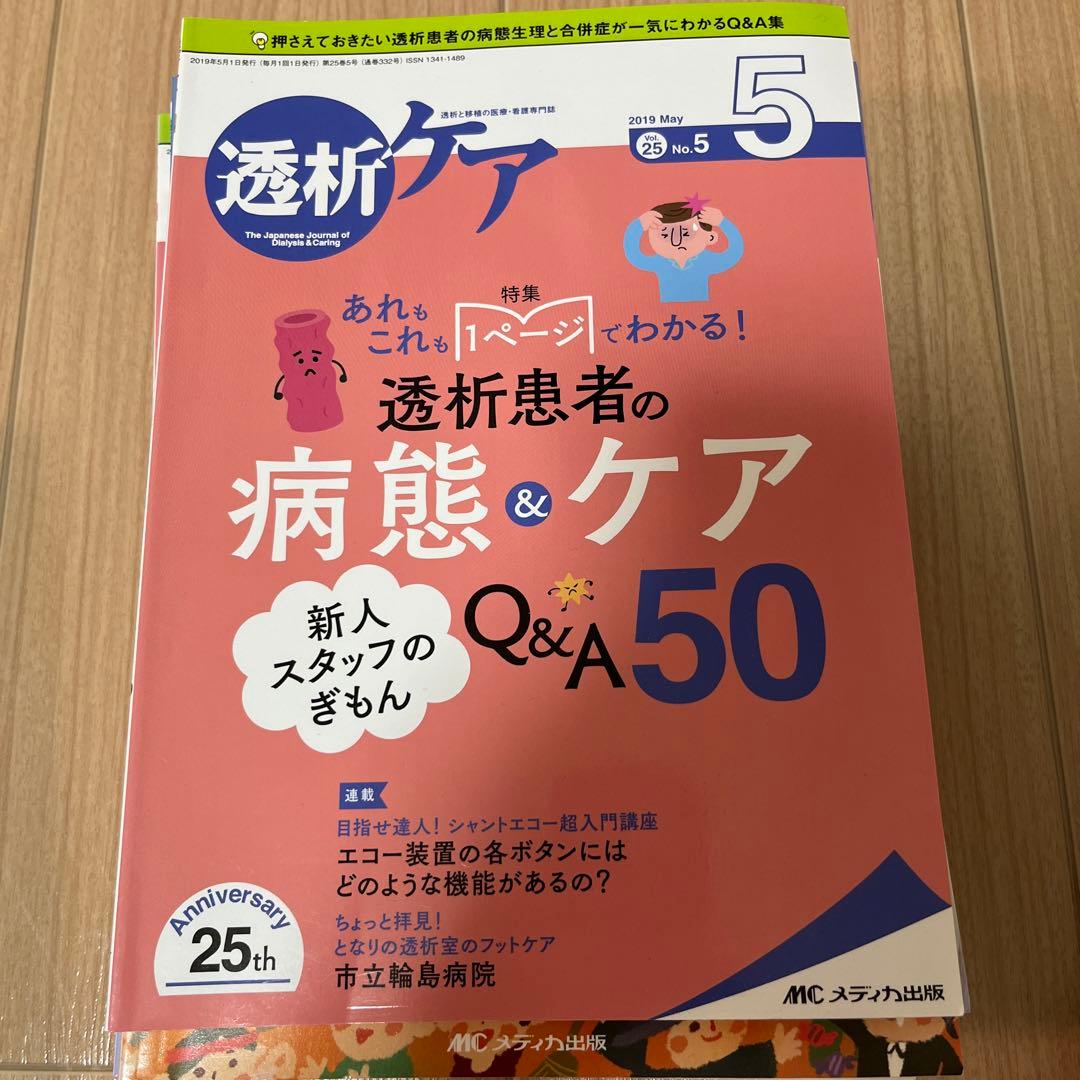 押さえておきたい透析患者の病態生理と合併症が一気にわかるQ&A集
2019年5月1日発行(毎月1回1日発行)第25巻5号(通巻332号) ISSN 1341-1489
透析と移植の医療・看護専門誌
透析ケア
The Japanese Journal of
Dialysis & Caring
2019 May
Vol.
25
No.5
5
特集
あれも
これも
1ページ
でわかる!
透析患者の
病態&ケア
新人
スタッフの
ぎもん
Q&A50
連載
目指せ達人! シャントエコー超入門講座
エコー装置の各ボタンには
どのような機能があるの?
ちょっと拝見!
となりの透析室のフットケア
市立輪島病院
Anniversary
25th
MC メディカ出版
MC メディカ出版